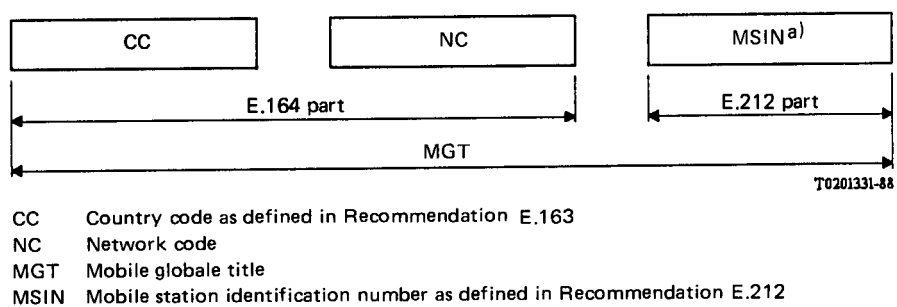 CC NC MSINa)
E.164 part E.212 part
MGT
T0201331-88
CC Country code as defined in Recommendation E.163
NC Network code
MGT Mobile globale title
MSIN Mobile station identification number as defined in Recommendation E.212